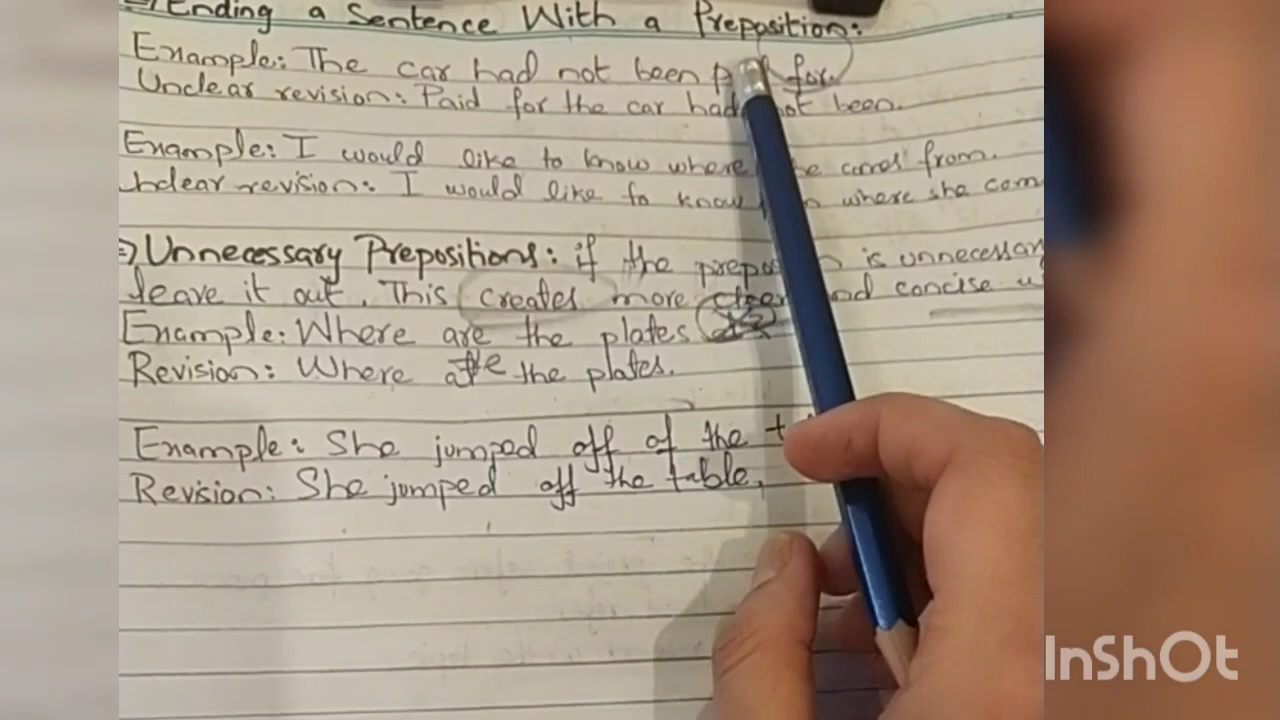 Ending a Sentence With a Preposition:
Example: The car had not been for.
Unclear revision: Paid for the car had not been.
Example: I would like to know where comes from.
revision: I would like to know where she com
=> Unnecessary Prepositions: if the is unnecessar
leave it out. This creates more and concise
Example: Where are the plates
Revision: Where are the plates.
Example: She jumped off of the t
Revision: She jumped off the table.
InShOt